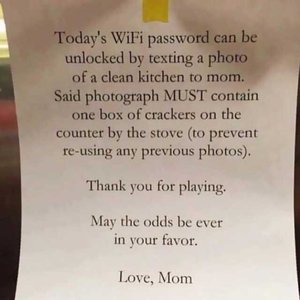 Today's WiFi password can be
unlocked by texting a photo
of a clean kitchen to mom.
Said photograph MUST contain
one box of crackers on the
counter by the stove (to prevent
re-using any previous photos).
Thank you for playing.
May the odds be ever
in your favor.
Love, Mom